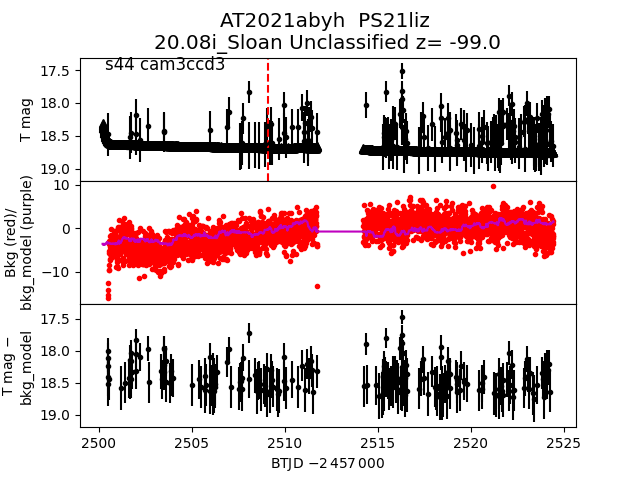 AT2021abyh PS21liz
20.08i_Sloan Unclassified z= -99.0
s44 cam3ccd3
T mag
17.5
18.0
18.5
19.0
Bkg (red)/
bkg_model (purple)
10
0
−10
T mag −
bkg_model
17.5
18.0
18.5
19.0
2500 2505 2510 2515 2520 2525
BTJD −2 457 000